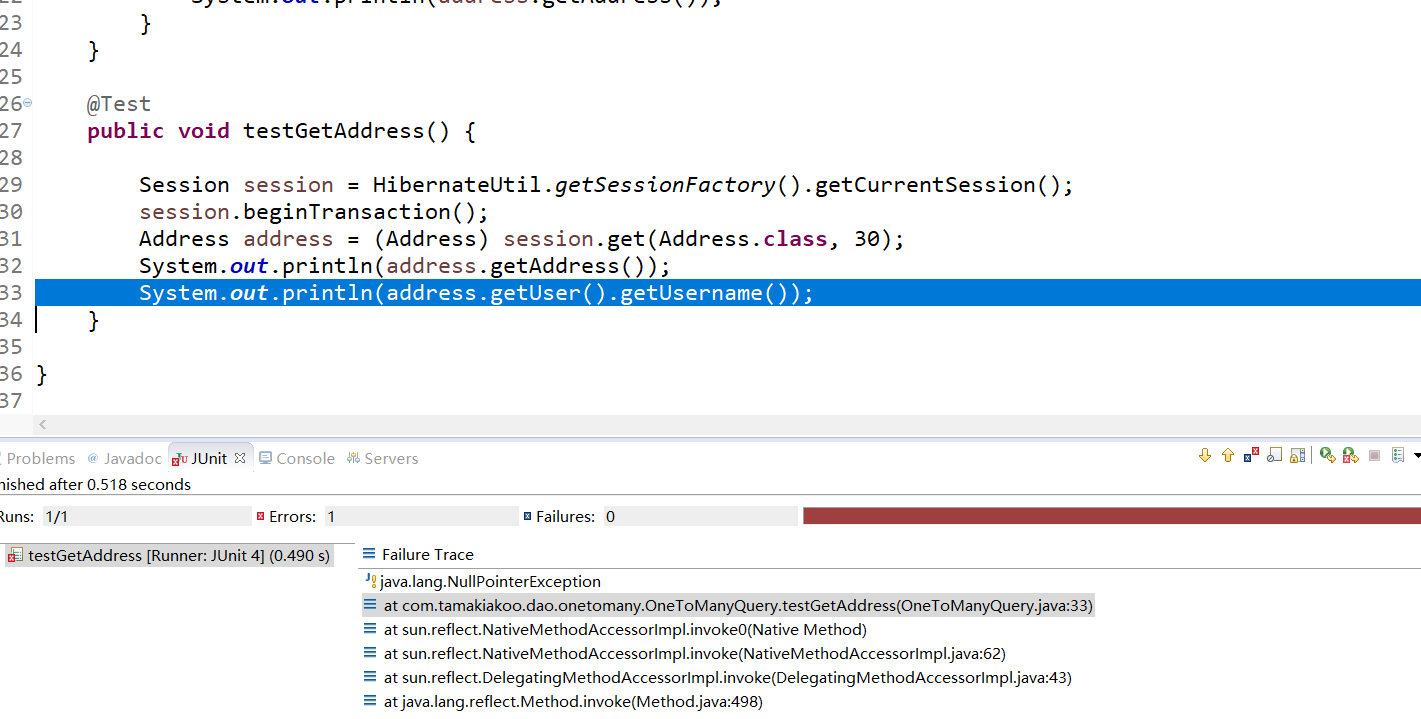 System.out.println(address.getAddress());
23 }
24 }
25
26 @Test
27 public void testGetAddress() {
28
29 Session session = HibernateUtil.getSessionFactory().getCurrentSession();
30 session.beginTransaction();
31 Address address = (Address) session.get(Address.class, 30);
32 System.out.println(address.getAddress());
33 System.out.println(address.getUser().getUsername());
34 }
35
36 }
37
Problems @ Javadoc JUnit Console Servers
nished after 0.518 seconds
Runs: 1/1 Errors: 1 Failures: 0
testGetAddress [Runner: JUnit 4] (0.490 s)
Failure Trace
java.lang.NullPointerException
at com.tamakiakoo.dao.onetomany.OneToManyQuery.testGetAddress(OneToManyQuery.java:33)
at sun.reflect.NativeMethodAccessorImpl.invoke0(Native Method)
at sun.reflect.NativeMethodAccessorImpl.invoke(NativeMethodAccessorImpl.java:62)
at sun.reflect.DelegatingMethodAccessorImpl.invoke(DelegatingMethodAccessorImpl.java:43)
at java.lang.reflect.Method.invoke(Method.java:498)